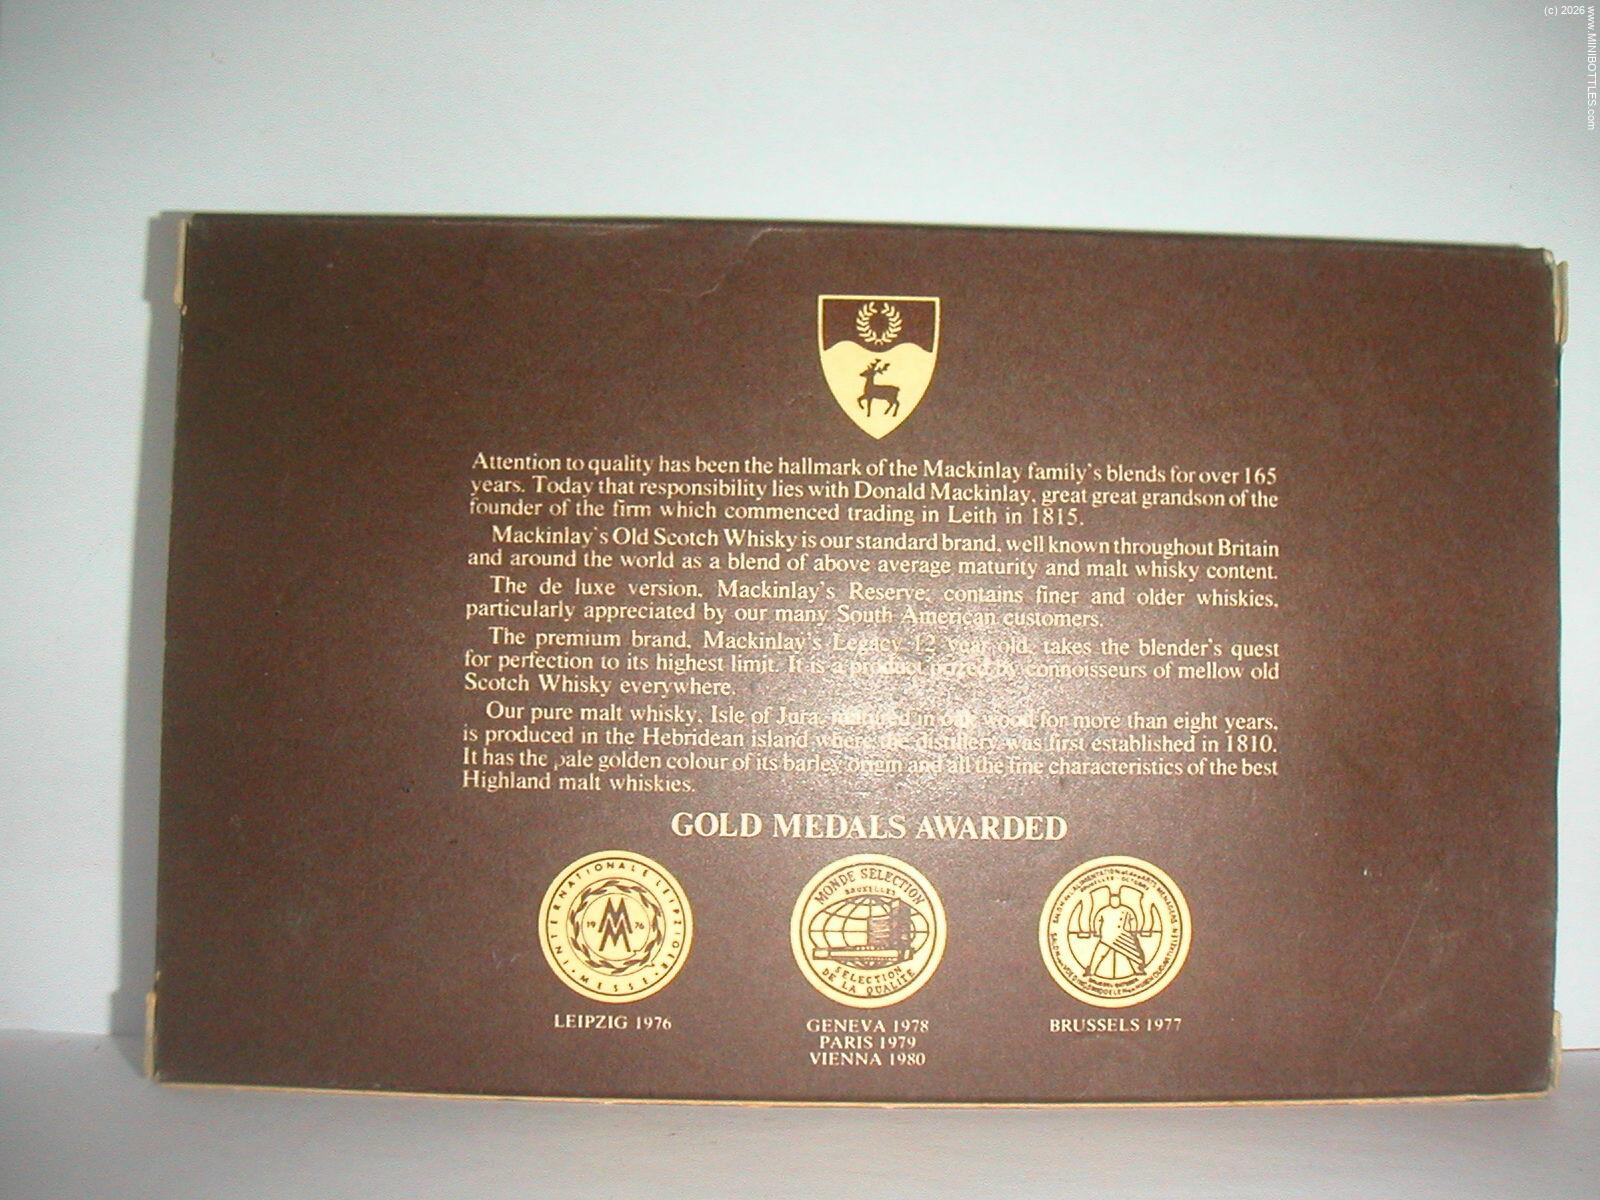 (c) 2026 www.MINIBOTTLES.com
Attention to quality has been the hallmark of the Mackinlay family's blends for over 165
years. Today that responsibility lies with Donald Mackinlay, great great grandson of the
founder of the firm which commenced trading in Leith in 1815.
Mackinlay's Old Scotch Whisky is our standard brand, well known throughout Britain
and around the world as a blend of above average maturity and malt whisky content.
The de luxe version, Mackinlay's Reserve, contains finer and older whiskies,
particularly appreciated by our many South American customers.
The premium brand, Mackinlay's Legacy 12 year old, takes the blender's quest
for perfection to its highest limit. It is a product prized by connoisseurs of mellow old
Scotch Whisky everywhere.
Our pure malt whisky, Isle of Jura, matured in oak wood for more than eight years,
is produced in the Hebridean island where the distillery was first established in 1810.
It has the pale golden colour of its barley origin and all the fine characteristics of the best
Highland malt whiskies.
GOLD MEDALS AWARDED
INTERNATIONALE LEIPZIGER
MESSE
19 76
MONDE SELECTION
BRUXELLES
SELECTION
DE LA QUALITE
LEIPZIG 1976
GENEVA 1978
PARIS 1979
VIENNA 1980
BRUSSELS 1977